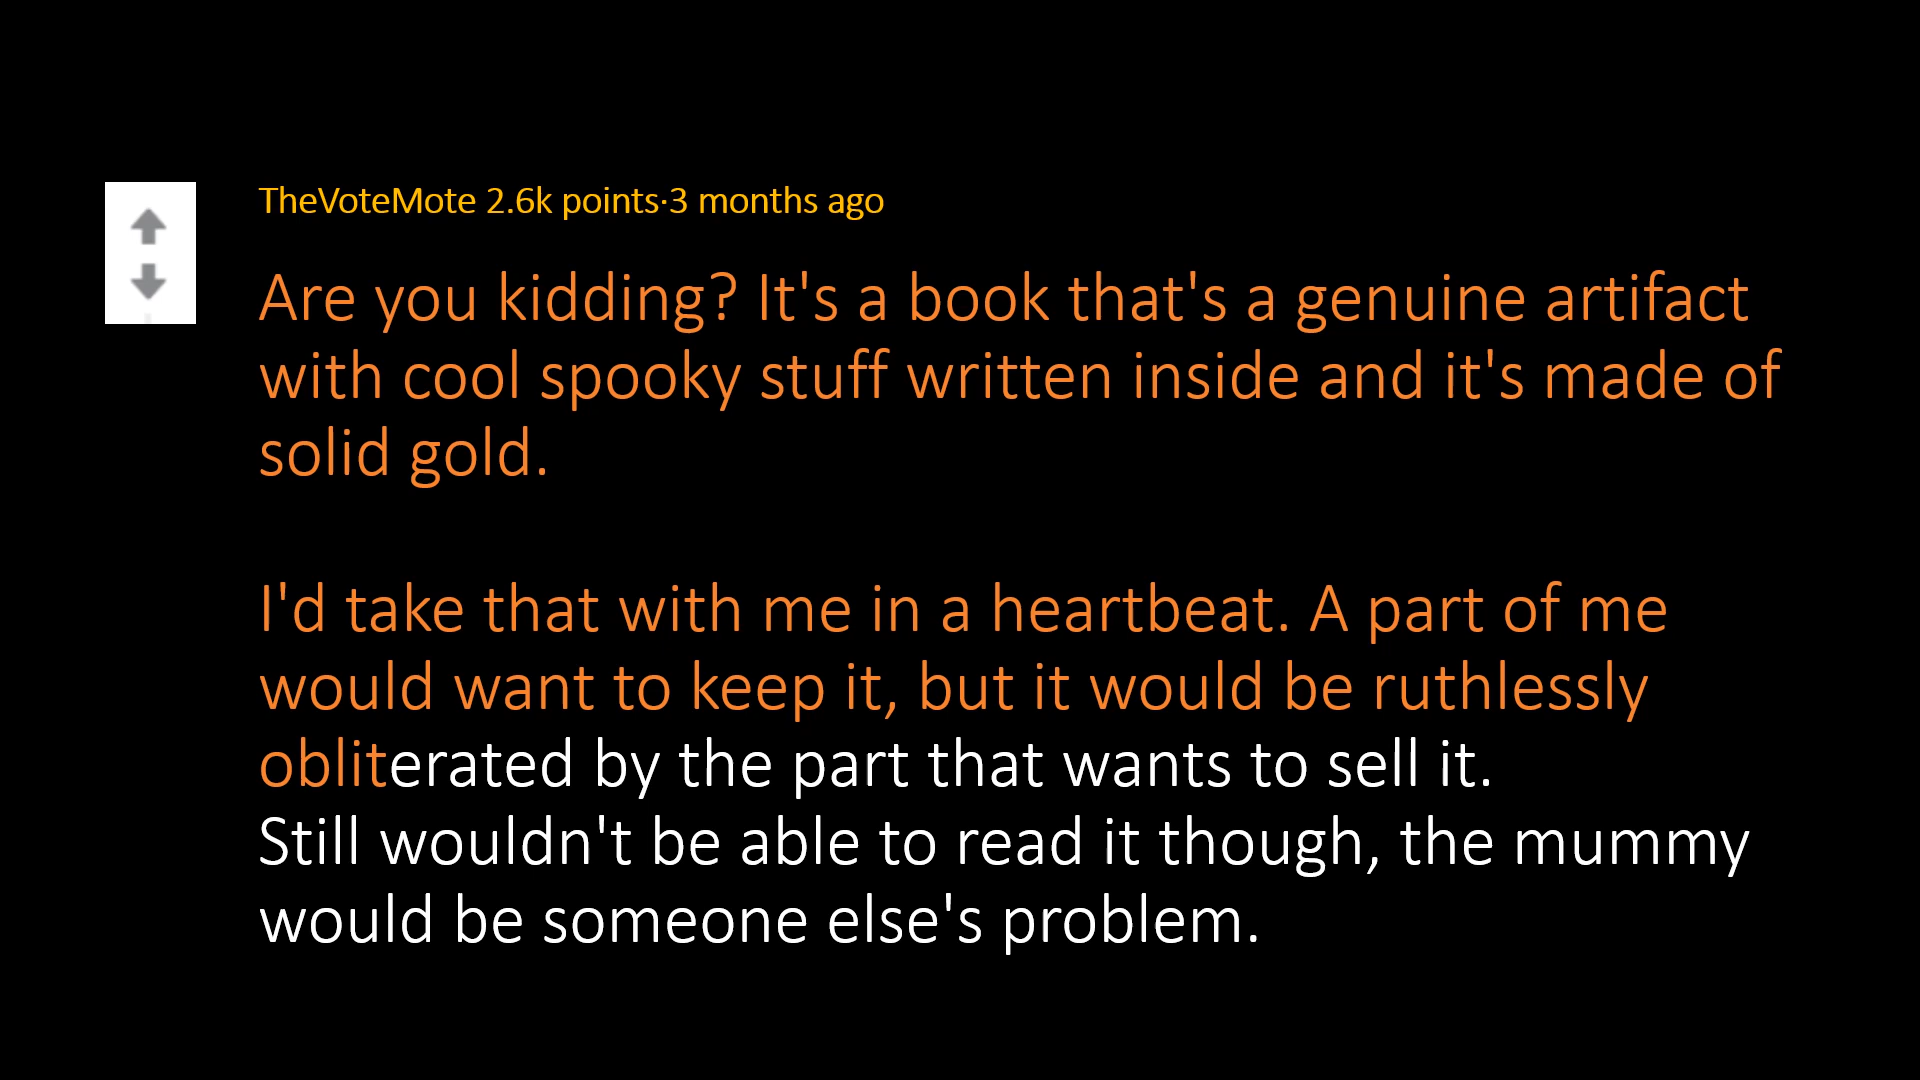 TheVoteMote 2.6k points·3 months ago
Are you kidding? It's a book that's a genuine artifact
with cool spooky stuff written inside and it's made of
solid gold.
I'd take that with me in a heartbeat. A part of me
would want to keep it, but it would be ruthlessly
obliterated by the part that wants to sell it.
Still wouldn't be able to read it though, the mummy
would be someone else's problem.